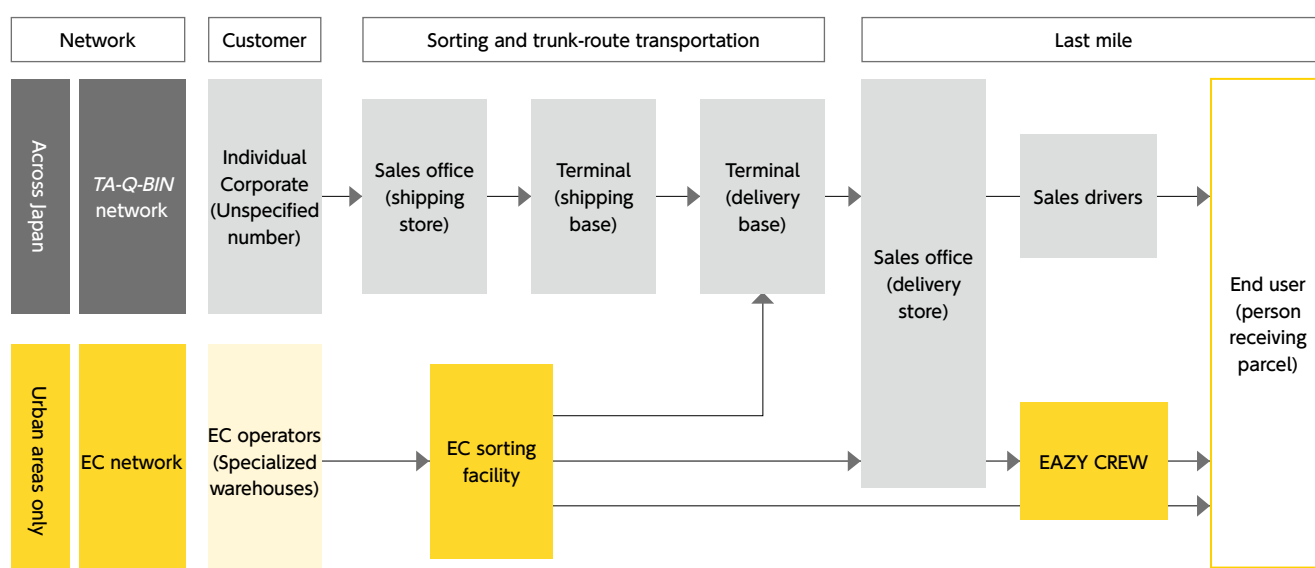 Network
Customer
Sorting and trunk-route transportation
Last mile
Across Japan
TA-Q-BIN
network
Individual
Corporate
(Unspecified
number)
Sales office
(shipping
store)
Terminal
(shipping
base)
Terminal
(delivery
base)
Sales office
(delivery
store)
Sales drivers
End user
(person
receiving
parcel)
Urban areas only
EC network
EC operators
(Specialized
warehouses)
EC sorting
facility
EAZY CREW